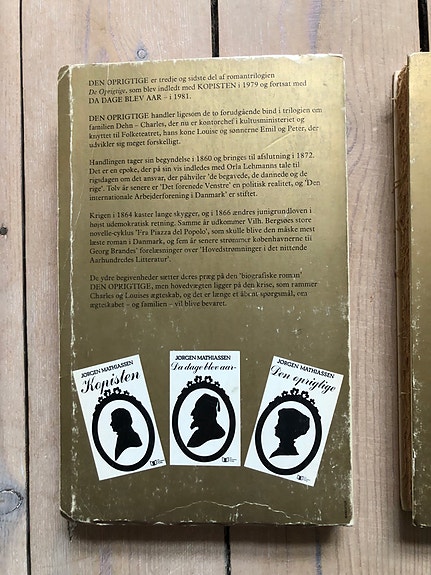 DEN OPRIGTIGE er tredje og sidste del af romantrilogien
De Oprigtige, som blev indledt med KOPISTEN i 1979 og fortsat med
DA DAGE BLEV AAR – i 1981.
DEN OPRIGTIGE handler ligesom de to forudgående bind i trilogien om
familien Dehn – Charles, der nu er kontorchef i kultusministeriet og
knyttet til Folketeatret, hans kone Louise og sønnerne Emil og Peter, der
udvikler sig meget forskelligt.
Handlingen tager sin begyndelse i 1860 og bringes til afslutning i 1872.
Det er en epoke, der på sin vis indledes med Orla Lehmanns tale til
rigsdagen om det ansvar, der påhviler 'de begavede, de dannede og de
rige'. Tolv år senere er 'Det forenede Venstre' en politisk realitet, og 'Den
internationale Arbejderforening i Danmark' er stiftet.
Krigen i 1864 kaster lange skygger, og i 1866 ændres junigrundloven i
højst udemokratisk retning. Samme år udkommer Vilh. Bergsøes store
novelle-cyklus 'Fra Piazza del Popolo', som skulle blive den måske mest
læste roman i Danmark, og fem år senere strømmer københavnerne til
Georg Brandes' forelæsninger over 'Hovedstrømninger i det nittende
Aarhundredes Litteratur'.
De ydre begivenheder sætter deres præg på den 'biografiske roman'
DEN OPRIGTIGE, men hovedvægten ligger på den krise, som rammer
Charles og Louises ægteskab, og det er længe et åbent spørgsmål, om
ægteskabet – og familien – vil blive bevaret.
JØRGEN MATHIASSEN
Kopisten
JØRGEN MATHIASSEN
Da dage blev aar-
JØRGEN MATHIASSEN
Den oprigtige